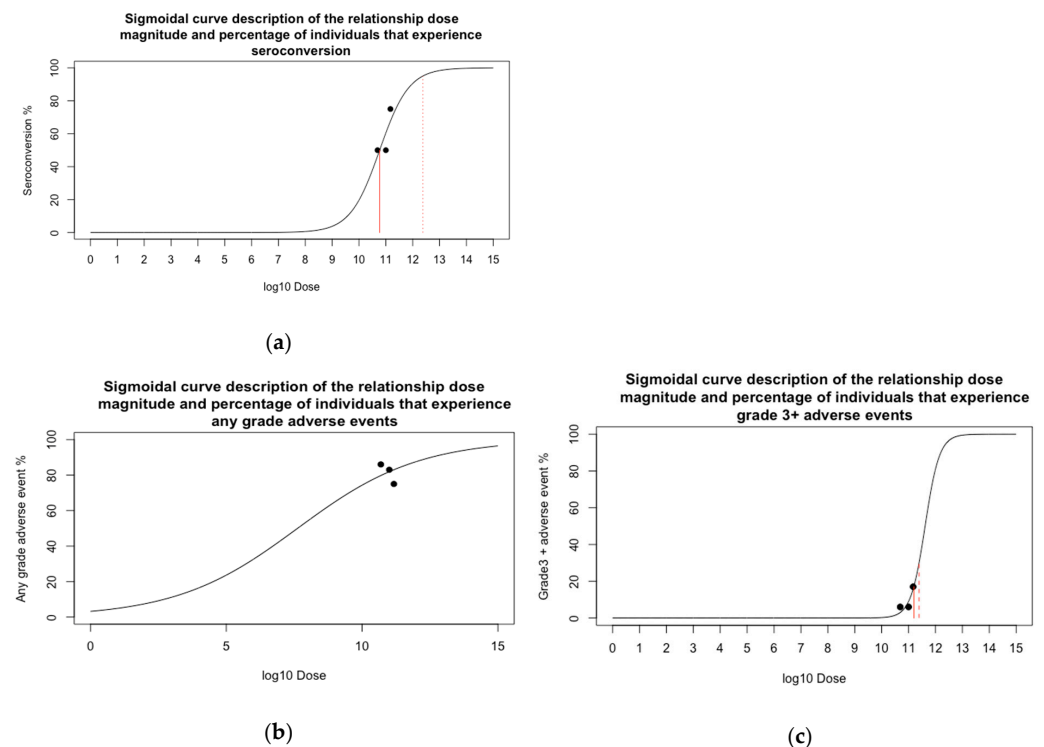 Sigmoidal curve description of the relationship dose
magnitude and percentage of individuals that experience
seroconversion
100
80
60
40
20
0
Seroconversion %
0 1 2 3 4 5 6 7 8 9 10 11 12 13 14 15
log10 Dose
(a)
Sigmoidal curve description of the relationship dose
magnitude and percentage of individuals that experience
any grade adverse events
100
80
60
40
20
0
Any grade adverse event %
0 5 10 15
log10 Dose
(b)
Sigmoidal curve description of the relationship dose
magnitude and percentage of individuals that experience
grade 3+ adverse events
100
80
60
40
20
0
Grade3 + adverse event %
0 1 2 3 4 5 6 7 8 9 10 11 12 13 14 15
log10 Dose
(c)